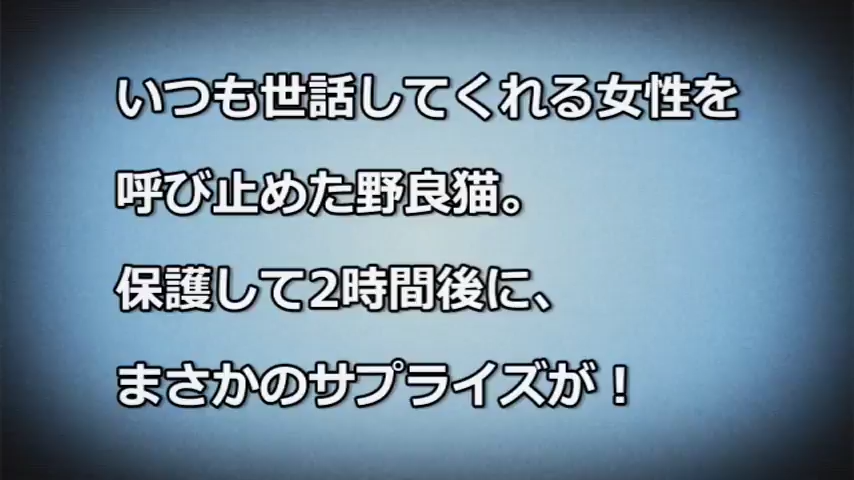 いつも世話してくれる女性を
呼び止めた野良猫。
保護して2時間後に、
まさかのサプライズが！